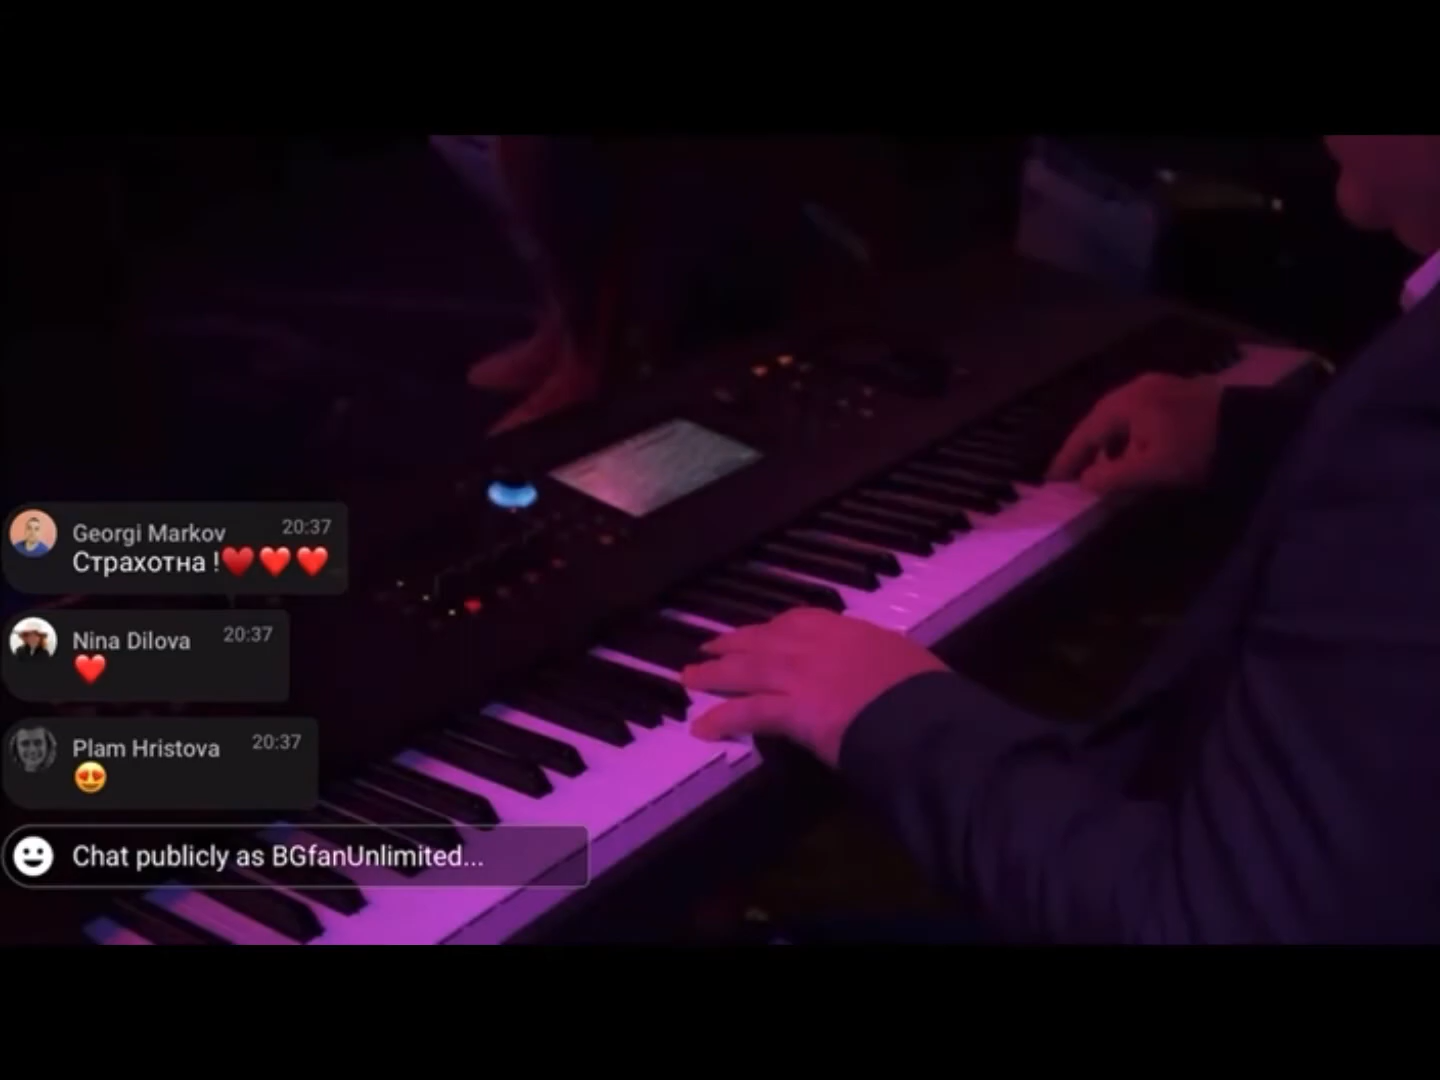 Georgi Markov 20:37
Страхотна !❤️❤️❤️
Nina Dilova 20:37
❤️
Plam Hristova 20:37
😍
Chat publicly as BGfanUnlimited...